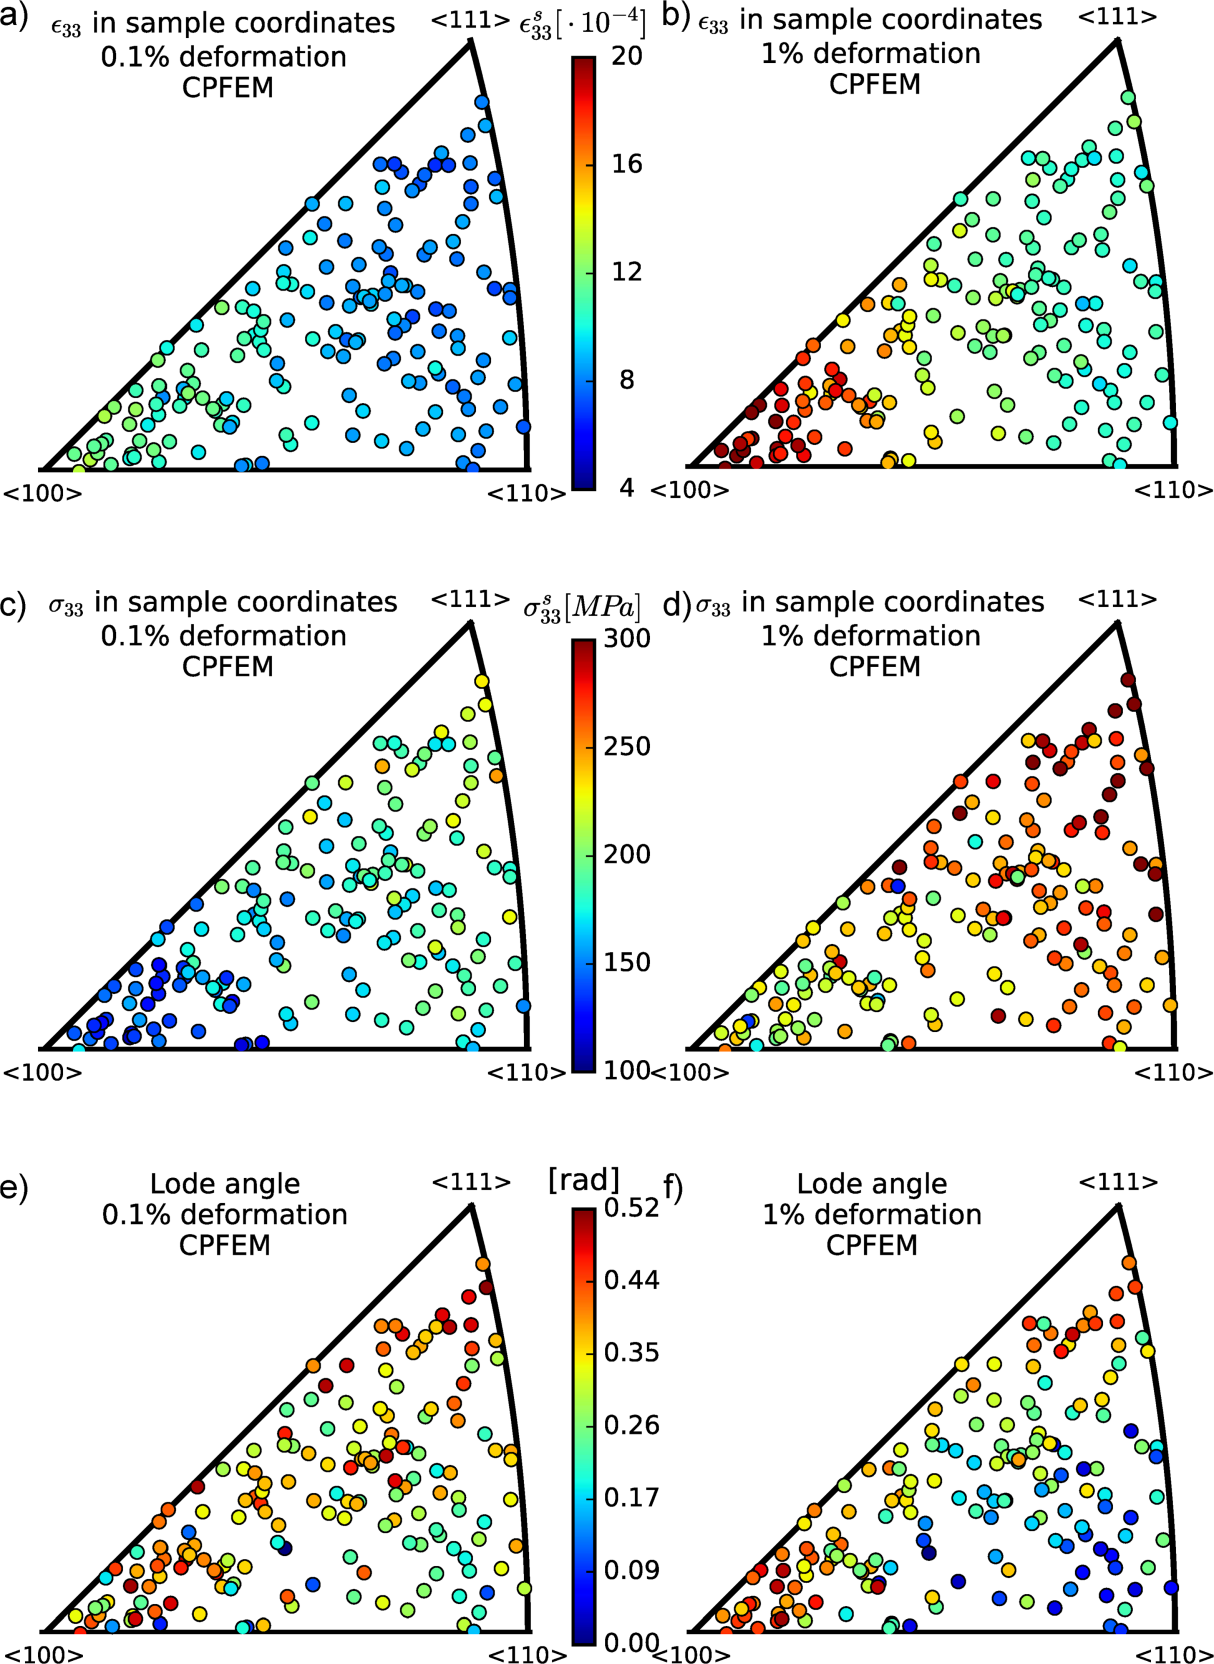 a)
ϵ₃₃ in sample coordinates
0.1% deformation
CPFEM
<111>
ϵˢ₃₃[·10⁻⁴]
20
16
12
8
4
<100>
<110>
b)
ϵ₃₃ in sample coordinates
1% deformation
CPFEM
<111>
<100>
<110>
c)
σ₃₃ in sample coordinates
0.1% deformation
CPFEM
<111>
σˢ₃₃[MPa]
300
250
200
150
100
<100>
<110>
d)
σ₃₃ in sample coordinates
1% deformation
CPFEM
<111>
<100>
<110>
e)
Lode angle
0.1% deformation
CPFEM
<111>
[rad]
0.52
0.44
0.35
0.26
0.17
0.09
0.00
<100>
<110>
f)
Lode angle
1% deformation
CPFEM
<111>
<100>
<110>